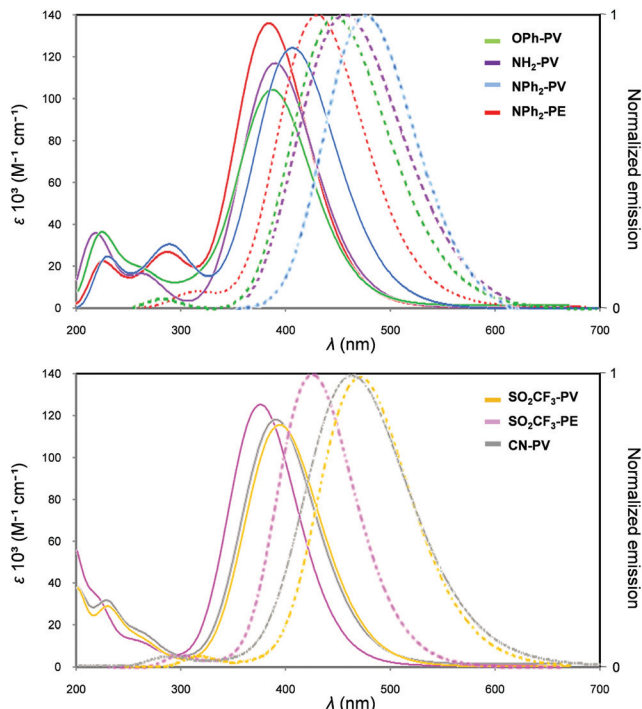 140
120
100
80
60
40
20
0
ε 10³ (M⁻¹ cm⁻¹)
OPh-PV
NH₂-PV
NPh₂-PV
NPh₂-PE
1
0
Normalized emission
200 300 400 500 600 700
λ (nm)
140
120
100
80
60
40
20
0
ε 10³ (M⁻¹ cm⁻¹)
SO₂CF₃-PV
SO₂CF₃-PE
CN-PV
1
0
Normalized emission
200 300 400 500 600 700
λ (nm)